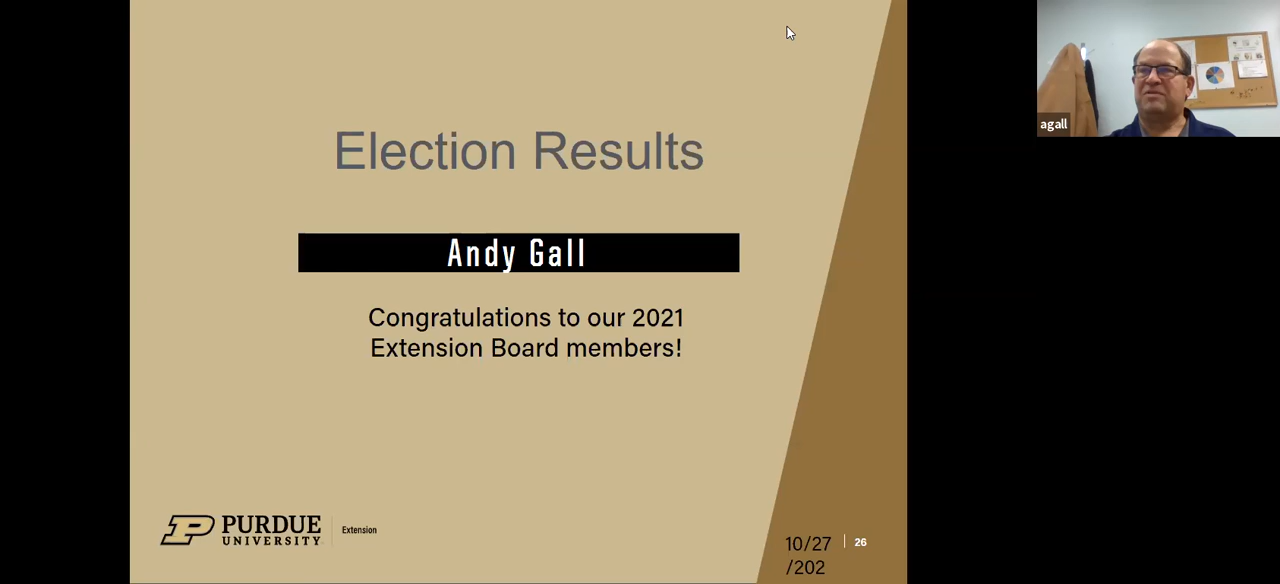 Election Results
Andy Gall
Congratulations to our 2021
Extension Board members!
PURDUE
UNIVERSITY
Extension
10/27
/202
26
agall